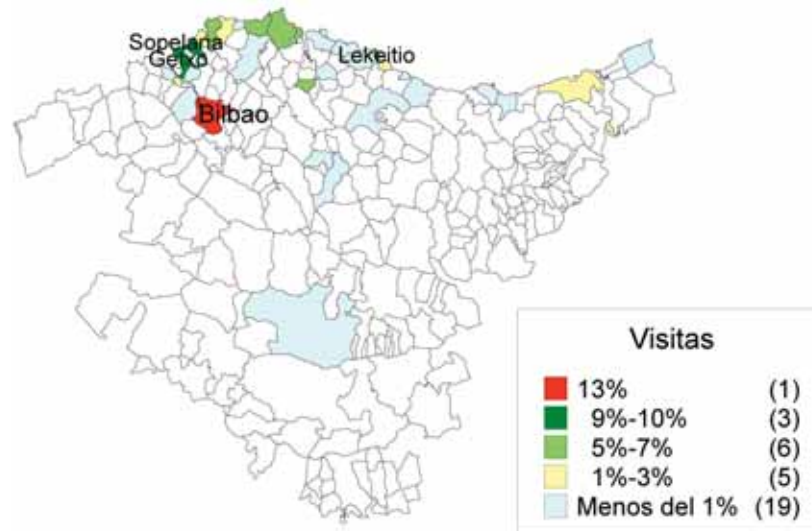 Sopelana
Getxo
Lekeitio
Bilbao
Visitas
13% (1)
9%-10% (3)
5%-7% (6)
1%-3% (5)
Menos del 1% (19)